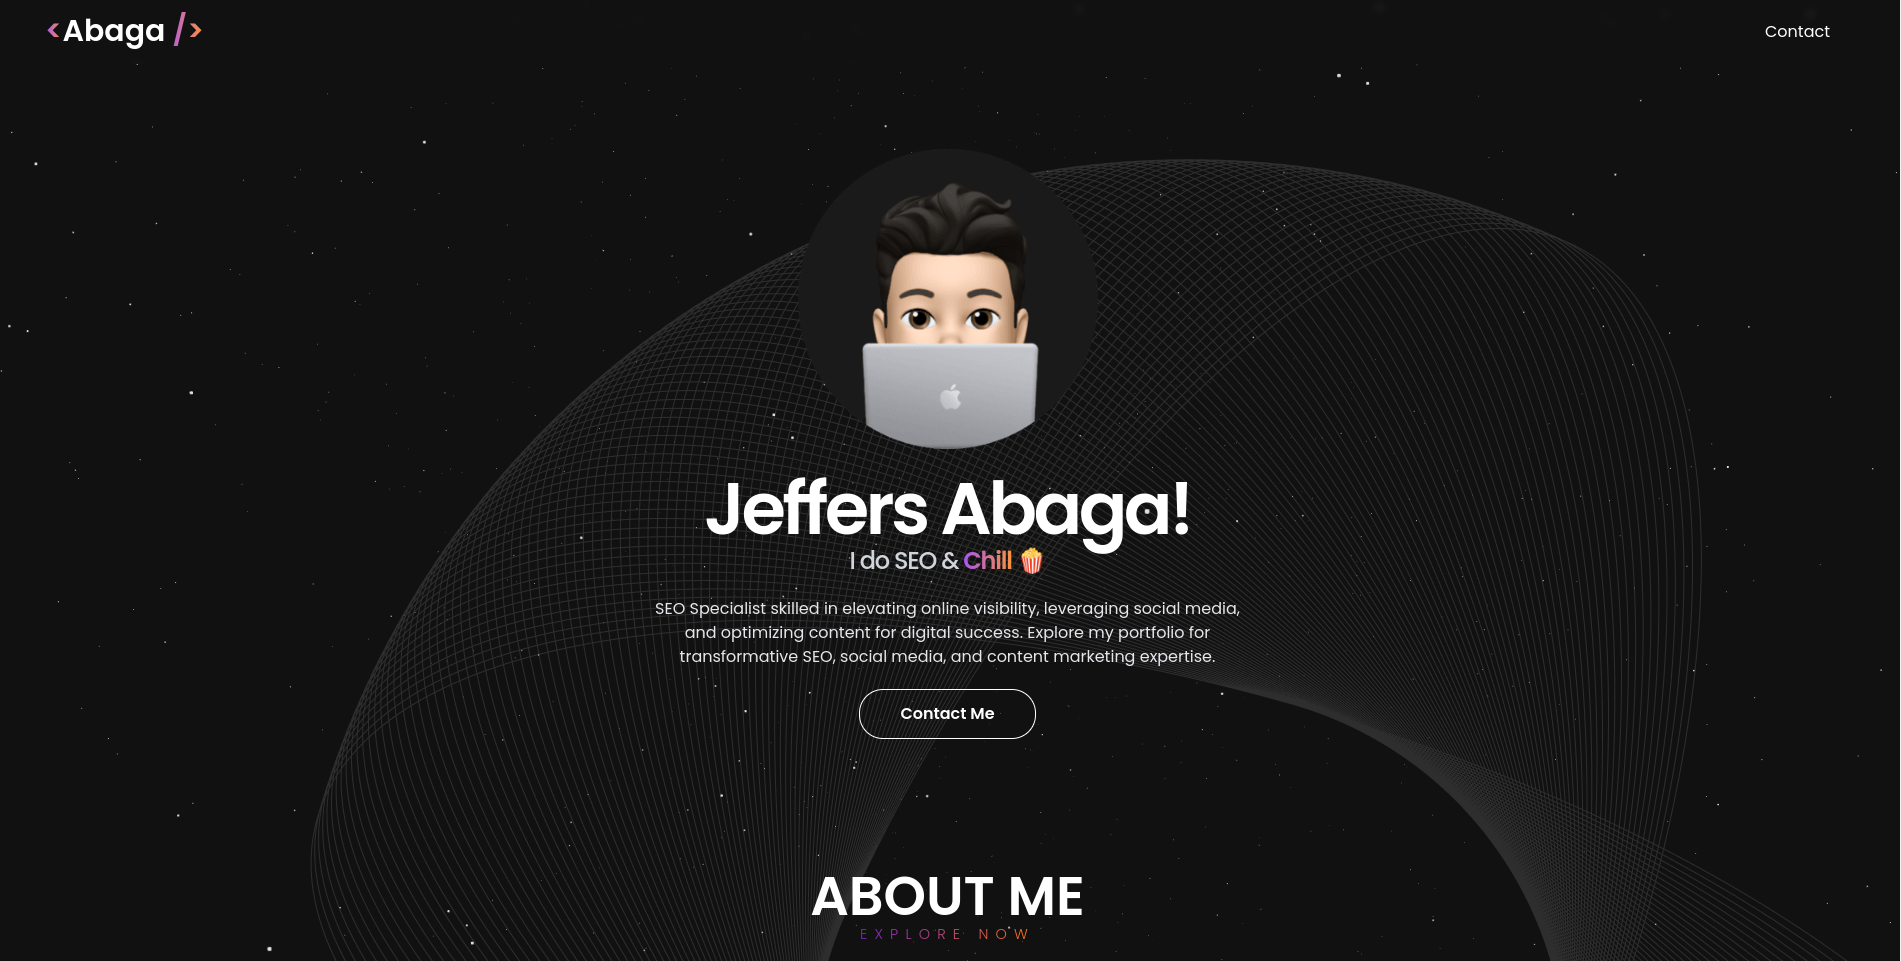 <Abaga />
Contact
Jeffers Abaga!
I do SEO & Chill 🍿
SEO Specialist skilled in elevating online visibility, leveraging social media,
and optimizing content for digital success. Explore my portfolio for
transformative SEO, social media, and content marketing expertise.
Contact Me
ABOUT ME
EXPLORE NOW